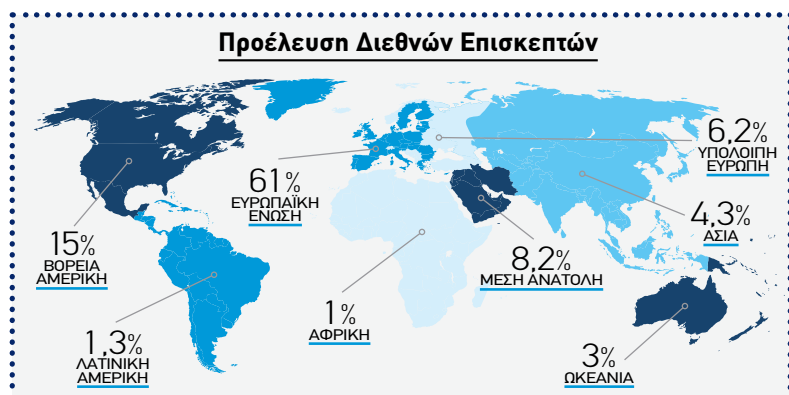 Προέλευση Διεθνών Επισκεπτών
6,2%
ΥΠΟΛΟΙΠΗ
ΕΥΡΩΠΗ
61%
ΕΥΡΩΠΑΪΚΗ
ΕΝΩΣΗ
4,3%
ΑΣΙΑ
15%
ΒΟΡΕΙΑ
ΑΜΕΡΙΚΗ
8,2%
ΜΕΣΗ ΑΝΑΤΟΛΗ
1%
ΑΦΡΙΚΗ
1,3%
ΛΑΤΙΝΙΚΗ
ΑΜΕΡΙΚΗ
3%
ΩΚΕΑΝΙΑ